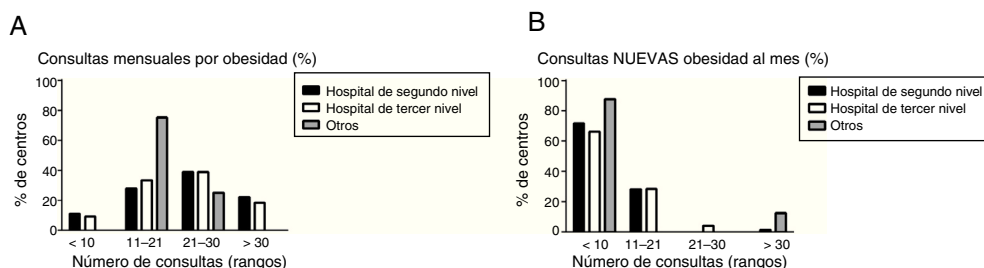 A
Consultas mensuales por obesidad (%)
Hospital de segundo nivel
Hospital de tercer nivel
Otros
% de centros
100
80
60
40
20
0
< 10
11–21
21–30
> 30
Número de consultas (rangos)
B
Consultas NUEVAS obesidad al mes (%)
Hospital de segundo nivel
Hospital de tercer nivel
Otros
% de centros
100
80
60
40
20
0
< 10
11–21
21–30
> 30
Número de consultas (rangos)